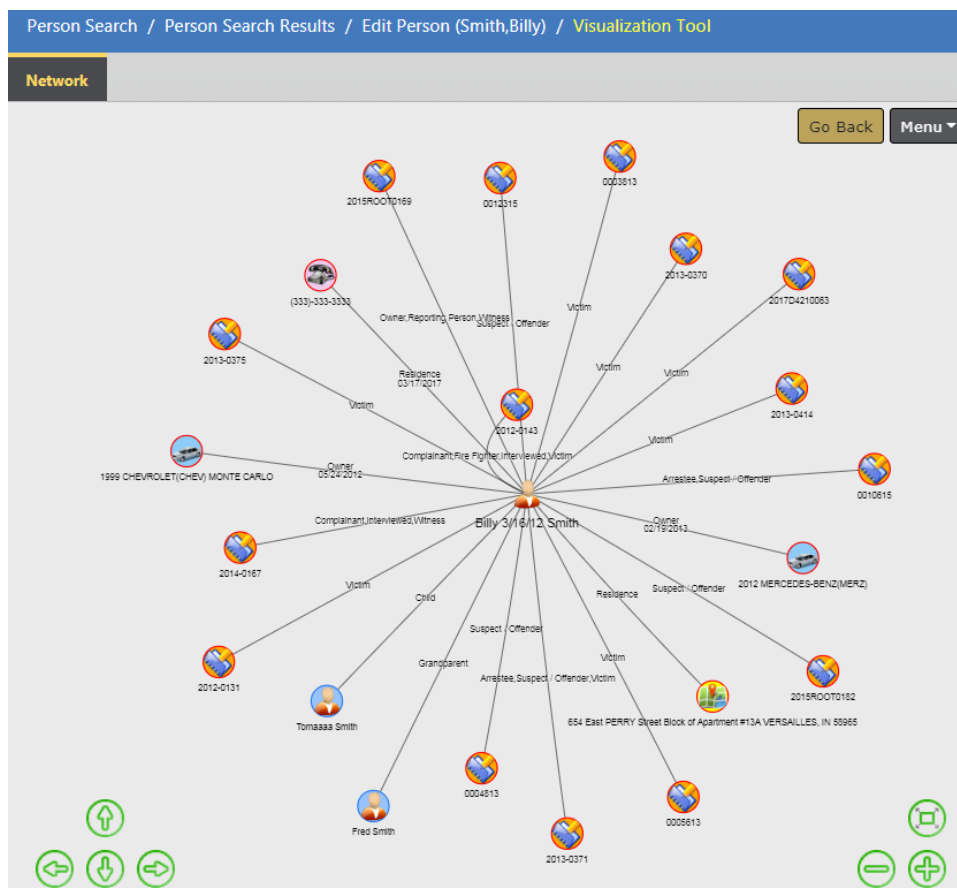 Person Search / Person Search Results / Edit Person (Smith,Billy) / Visualization Tool
Network
Go Back
Menu
0003813
2015ROOT0169
0012315
2013-0370
(333)-333-3333
2017D4210063
Victim
Owner,Reporting Person,Witness
Suspect / Offender
2013-0375
Residence
03/17/2017
Victim
Victim
Victim
2013-0414
2012-0143
Victim
Complainant,Fire Fighter,Interviewed,Victim
1999 CHEVROLET(CHEV) MONTE CARLO
Owner
05/24/2012
Arrestee,Suspect / Offender
0010615
Complainant,Interviewed,Witness
Billy 3/16/12 Smith
Owner
02/19/2013
2014-0167
2012 MERCEDES-BENZ(MERZ)
Victim
Child
Residence
Suspect / Offender
Suspect / Offender
2012-0131
Grandparent
Victim
Arrestee,Suspect / Offender,Victim
2015ROOT0182
Tomaaaa Smith
654 East PERRY Street Block of Apartment #13A VERSAILLES, IN 58965
0004813
0005613
Fred Smith
2013-0371